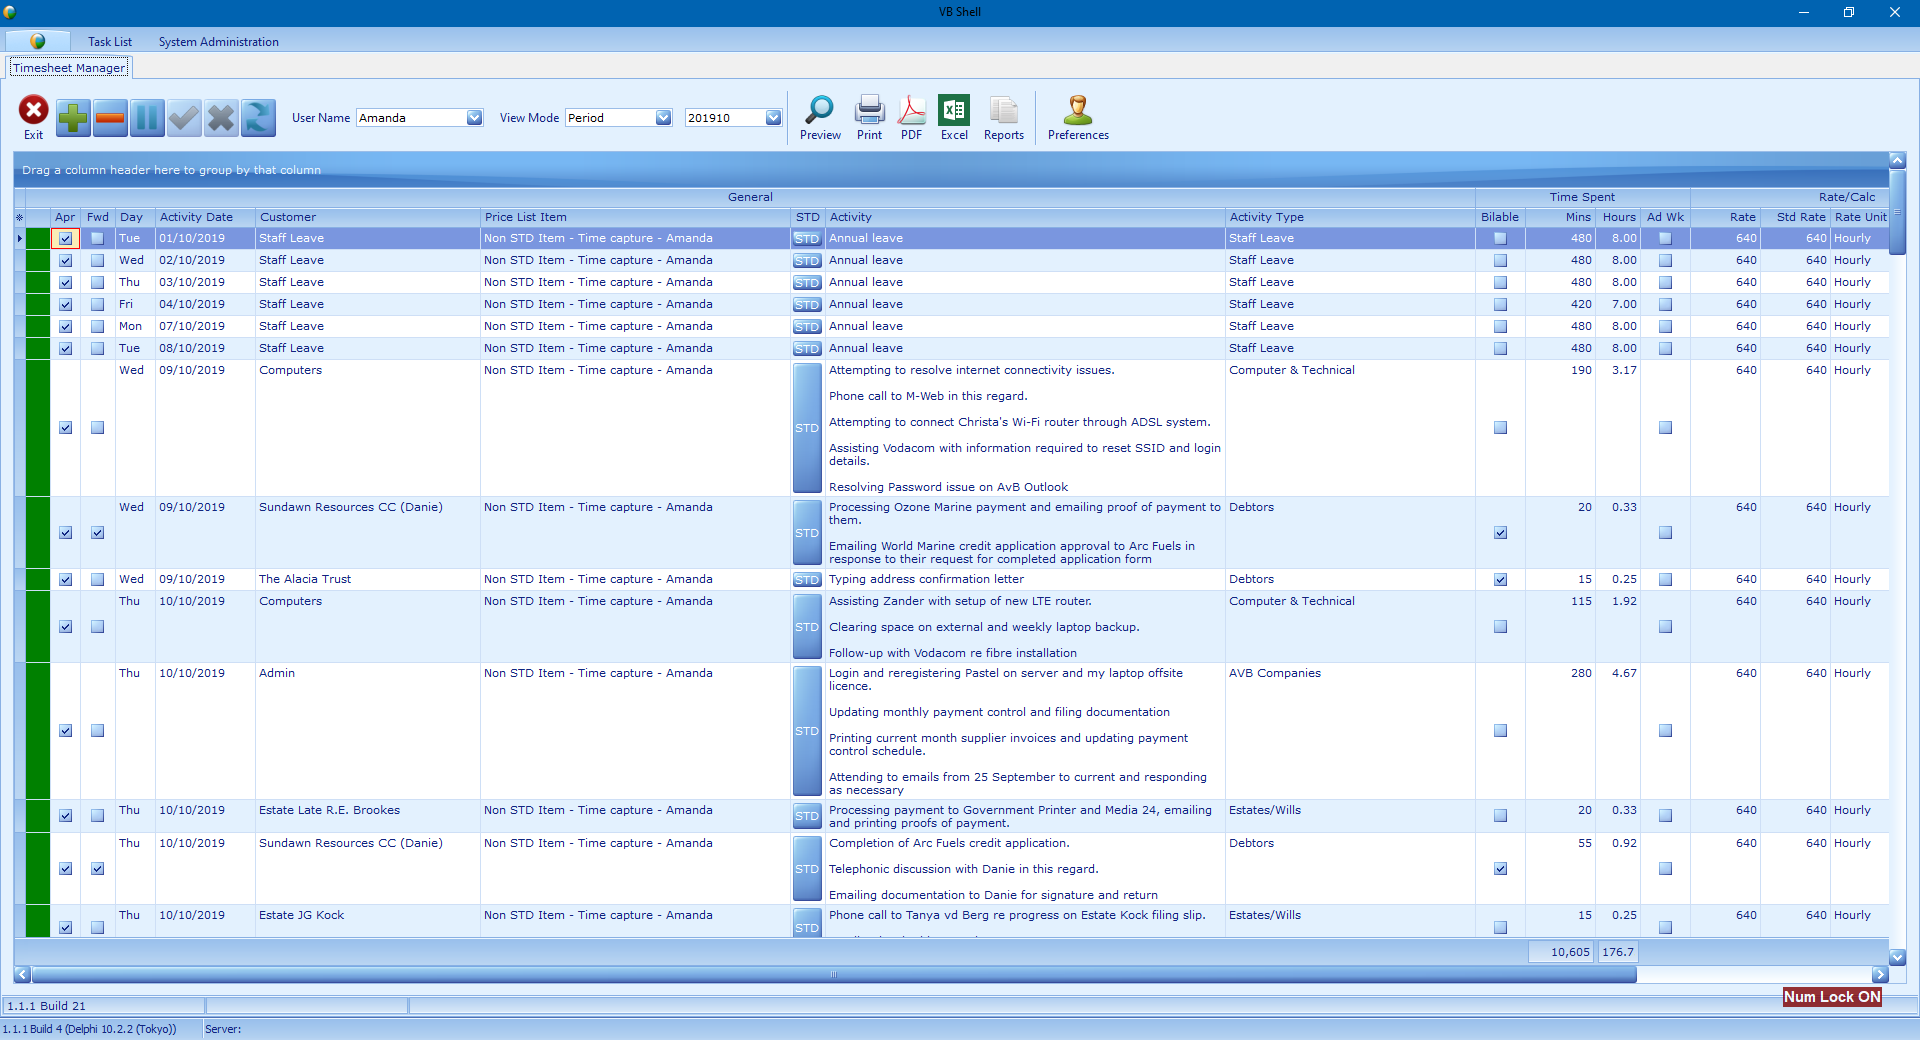 VB Shell
Task List System Administration
Timesheet Manager
Exit User Name Amanda View Mode Period 201910 Preview Print PDF Excel Reports Preferences
Drag a column header here to group by that column
General Time Spent Rate/Calc
Apr Fwd Day Activity Date Customer Price List Item STD Activity Activity Type Bilable Mins Hours Ad Wk Rate Std Rate Rate Unit
Tue 01/10/2019 Staff Leave Non STD Item - Time capture - Amanda STD Annual leave Staff Leave 480 8.00 640 640 Hourly
Wed 02/10/2019 Staff Leave Non STD Item - Time capture - Amanda STD Annual leave Staff Leave 480 8.00 640 640 Hourly
Thu 03/10/2019 Staff Leave Non STD Item - Time capture - Amanda STD Annual leave Staff Leave 480 8.00 640 640 Hourly
Fri 04/10/2019 Staff Leave Non STD Item - Time capture - Amanda STD Annual leave Staff Leave 420 7.00 640 640 Hourly
Mon 07/10/2019 Staff Leave Non STD Item - Time capture - Amanda STD Annual leave Staff Leave 480 8.00 640 640 Hourly
Tue 08/10/2019 Staff Leave Non STD Item - Time capture - Amanda STD Annual leave Staff Leave 480 8.00 640 640 Hourly
Wed 09/10/2019 Computers Non STD Item - Time capture - Amanda Attempting to resolve internet connectivity issues. Computer & Technical 190 3.17 640 640 Hourly
Phone call to M-Web in this regard.
STD Attempting to connect Christa's Wi-Fi router through ADSL system.
Assisting Vodacom with information required to reset SSID and login
details.
Resolving Password issue on AvB Outlook
Wed 09/10/2019 Sundawn Resources CC (Danie) Non STD Item - Time capture - Amanda Processing Ozone Marine payment and emailing proof of payment to Debtors 20 0.33 640 640 Hourly
STD them.
Emailing World Marine credit application approval to Arc Fuels in
response to their request for completed application form
Wed 09/10/2019 The Alacia Trust Non STD Item - Time capture - Amanda STD Typing address confirmation letter Debtors 15 0.25 640 640 Hourly
Thu 10/10/2019 Computers Non STD Item - Time capture - Amanda Assisting Zander with setup of new LTE router. Computer & Technical 115 1.92 640 640 Hourly
STD Clearing space on external and weekly laptop backup.
Follow-up with Vodacom re fibre installation
Thu 10/10/2019 Admin Non STD Item - Time capture - Amanda Login and reregistering Pastel on server and my laptop offsite AVB Companies 280 4.67 640 640 Hourly
licence.
Updating monthly payment control and filing documentation
STD Printing current month supplier invoices and updating payment
control schedule.
Attending to emails from 25 September to current and responding
as necessary
Thu 10/10/2019 Estate Late R.E. Brookes Non STD Item - Time capture - Amanda STD Processing payment to Government Printer and Media 24, emailing Estates/Wills 20 0.33 640 640 Hourly
and printing proofs of payment.
Thu 10/10/2019 Sundawn Resources CC (Danie) Non STD Item - Time capture - Amanda Completion of Arc Fuels credit application. Debtors 55 0.92 640 640 Hourly
STD Telephonic discussion with Danie in this regard.
Emailing documentation to Danie for signature and return
Thu 10/10/2019 Estate JG Kock Non STD Item - Time capture - Amanda STD Phone call to Tanya vd Berg re progress on Estate Kock filing slip. Estates/Wills 15 0.25 640 640 Hourly
10,605 176.7
1.1.1 Build 21
Num Lock ON
1.1.1 Build 4 (Delphi 10.2.2 (Tokyo)) Server: